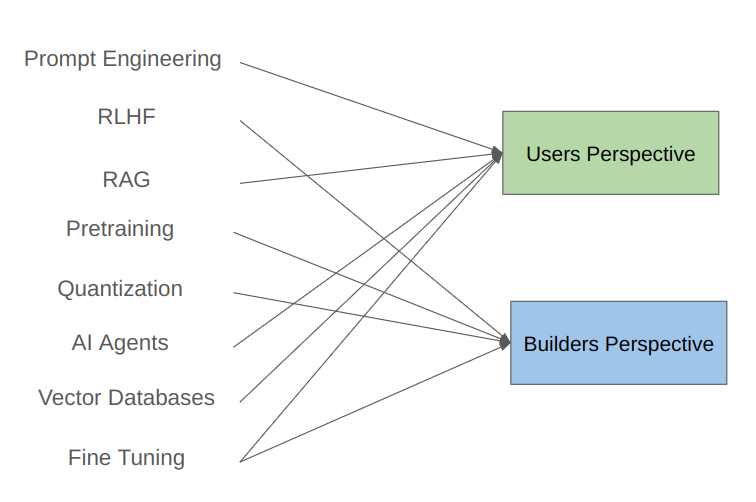 Prompt Engineering
RLHF
RAG
Pretraining
Quantization
AI Agents
Vector Databases
Fine Tuning
Users Perspective
Builders Perspective